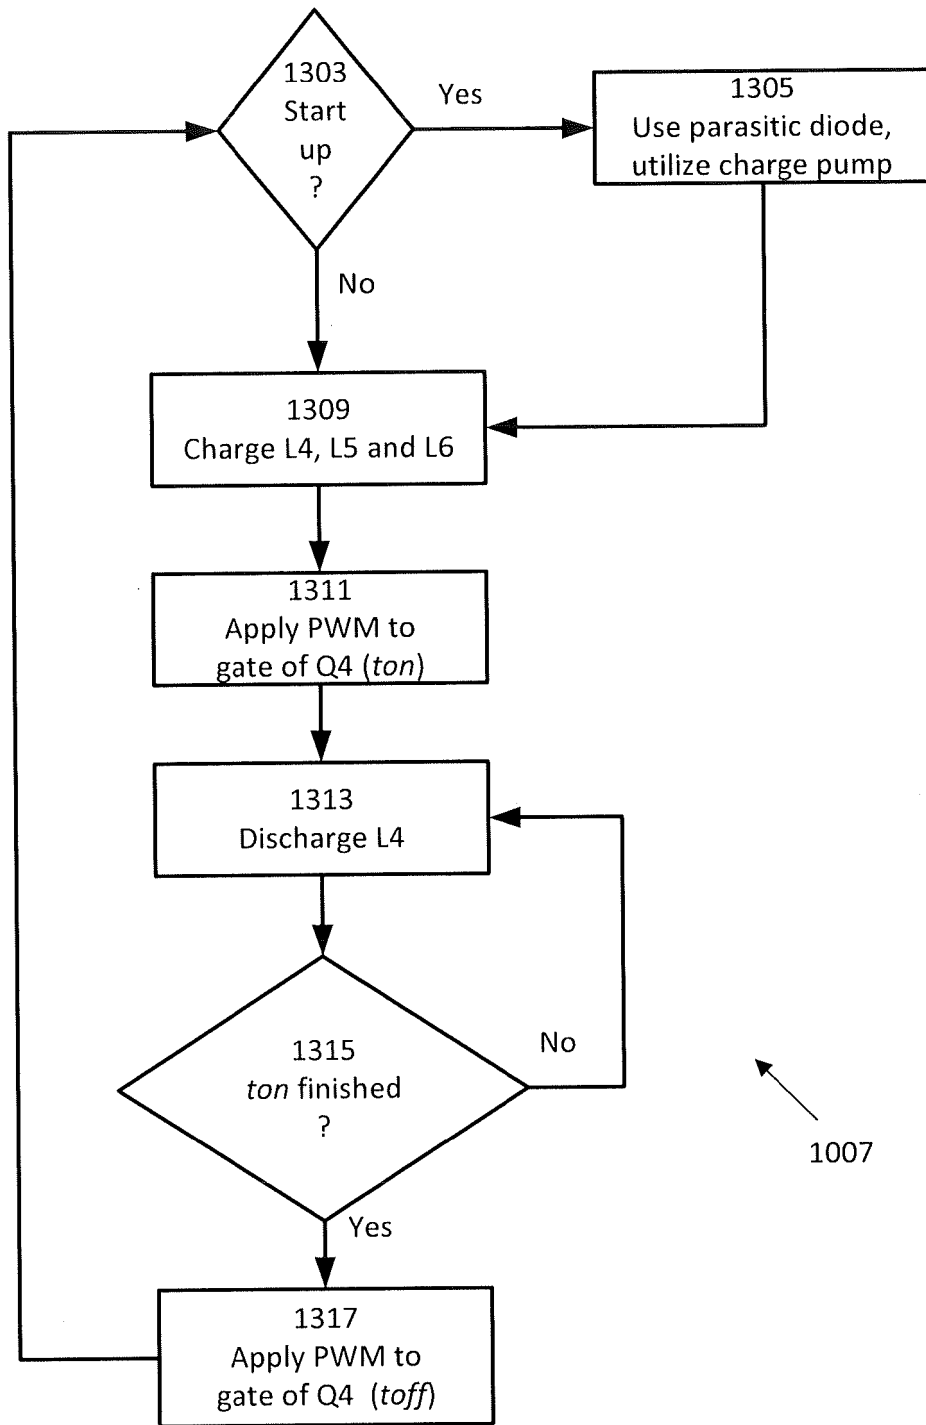 1303
Start
up
?
Yes
1305
Use parasitic diode,
utilize charge pump
No
1309
Charge L4, L5 and L6
1311
Apply PWM to
gate of Q4 (ton)
1313
Discharge L4
1315
ton finished
?
No
1007
Yes
1317
Apply PWM to
gate of Q4 (toff)